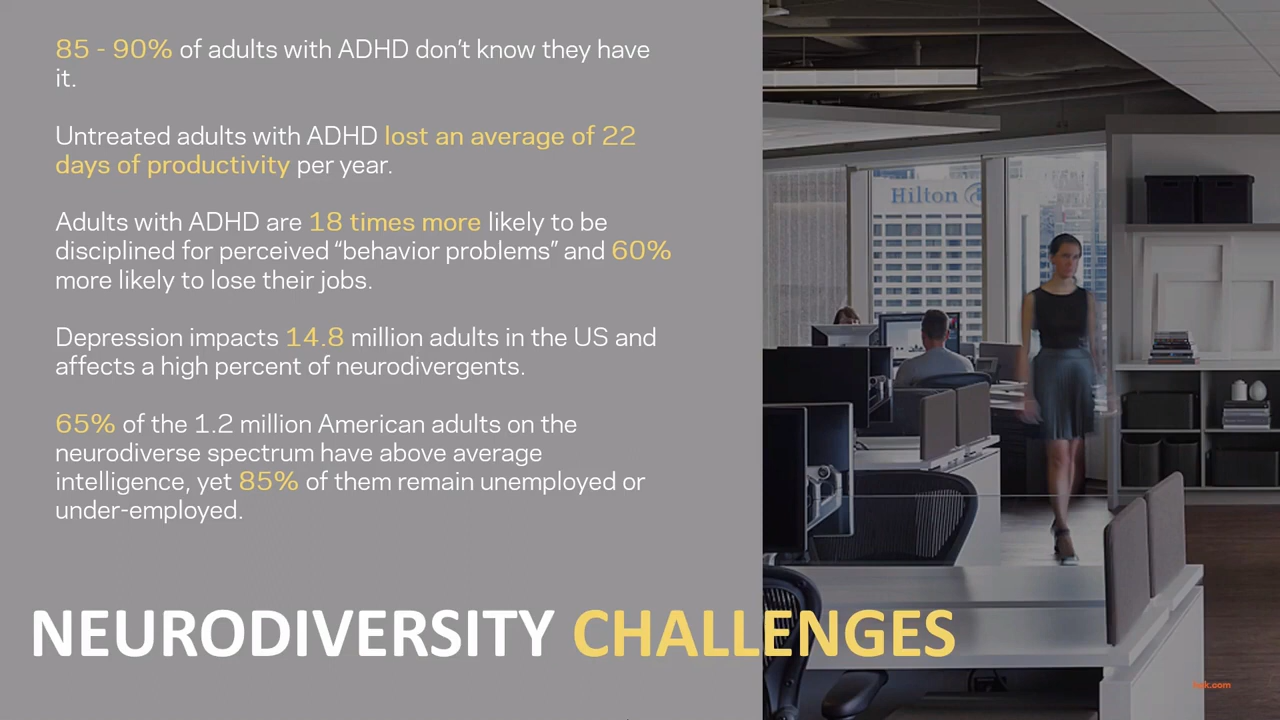 85 - 90% of adults with ADHD don't know they have
it.
Untreated adults with ADHD lost an average of 22
days of productivity per year.
Adults with ADHD are 18 times more likely to be
disciplined for perceived “behavior problems” and 60%
more likely to lose their jobs.
Depression impacts 14.8 million adults in the US and
affects a high percent of neurodivergents.
65% of the 1.2 million American adults on the
neurodiverse spectrum have above average
intelligence, yet 85% of them remain unemployed or
under-employed.
Hilton
NEURODIVERSITY CHALLENGES